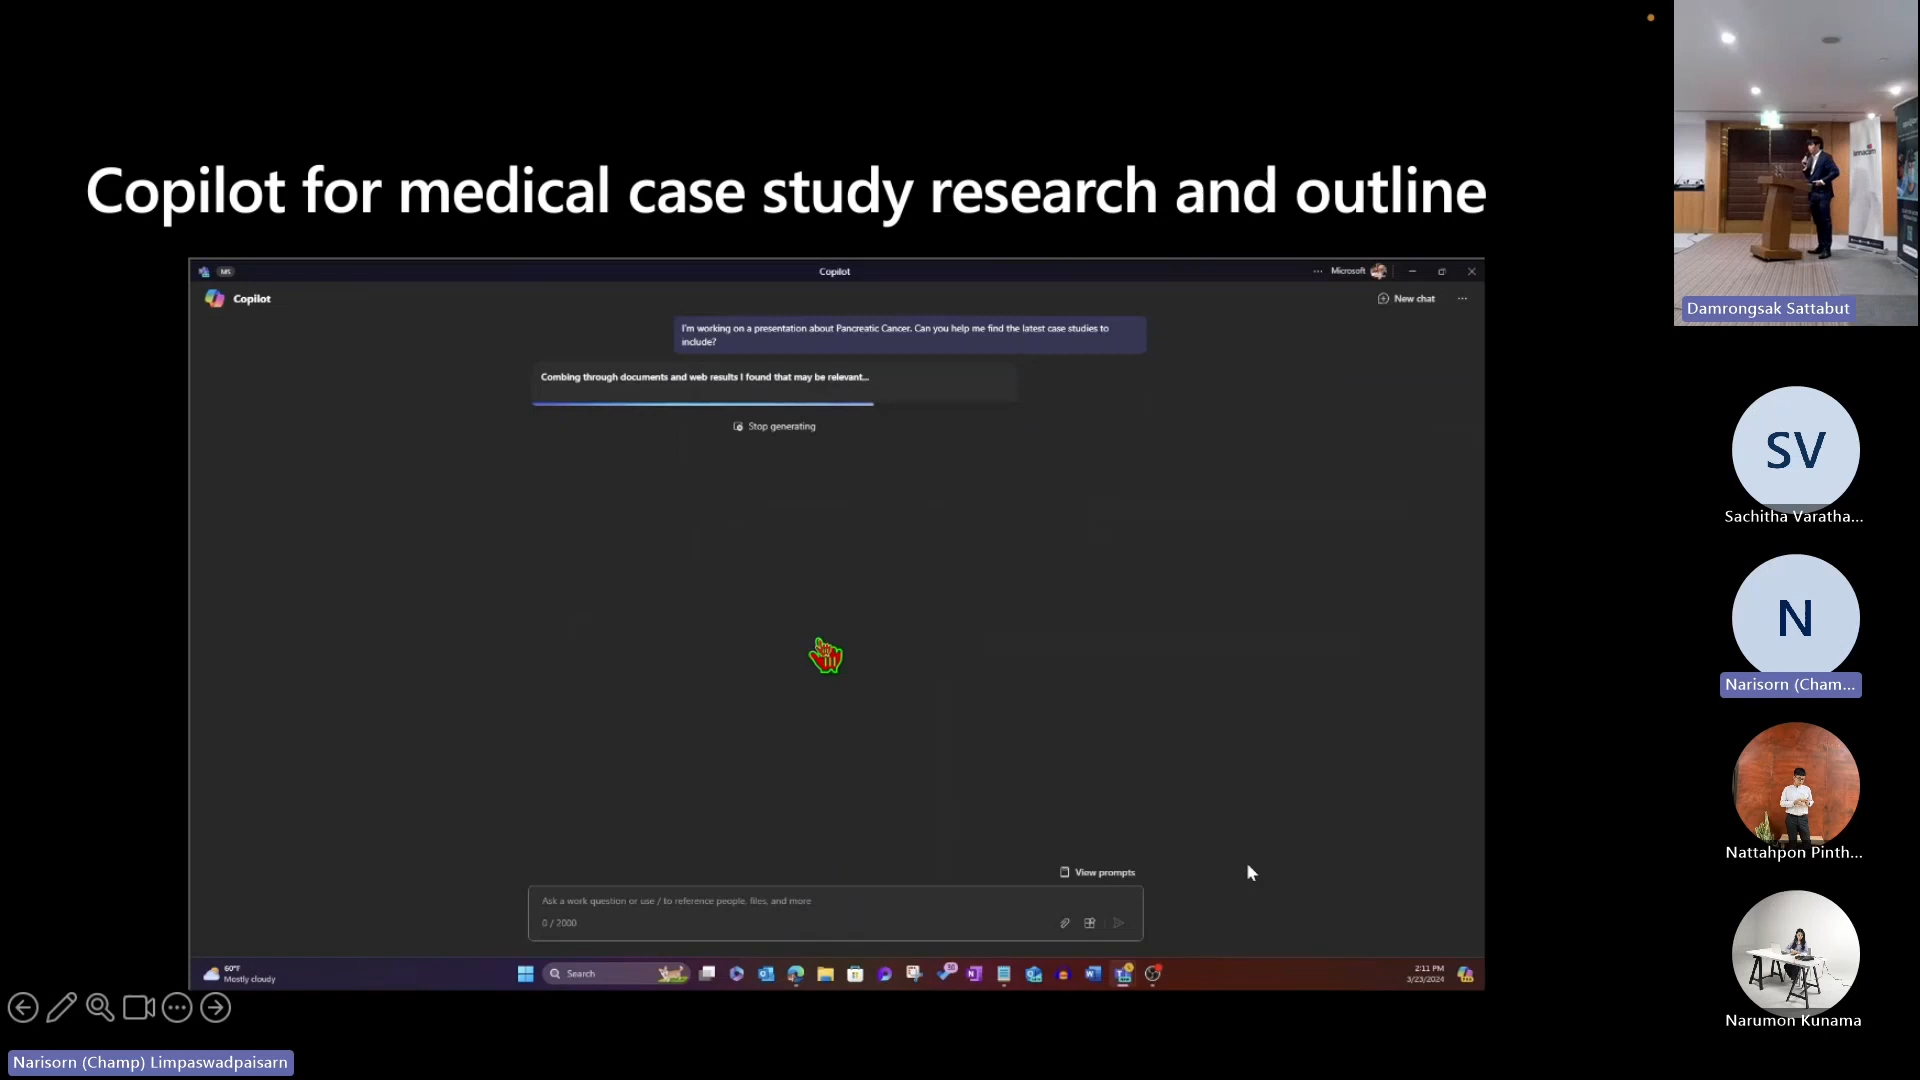 Copilot for medical case study research and outline
MS
Copilot
Microsoft
Copilot
New chat
I'm working on a presentation about Pancreatic Cancer. Can you help me find the latest case studies to
include?
Combing through documents and web results I found that may be relevant...
Stop generating
View prompts
Ask a work question or use / to reference people, files, and more
0 / 2000
60°F
Mostly cloudy
Search
2:11 PM
3/23/2024
Narisorn (Champ) Limpaswadpaisarn
Damrongsak Sattabut
SV
Sachitha Varatha...
N
Narisorn (Cham...
Nattahpon Pinth...
Narumon Kunama